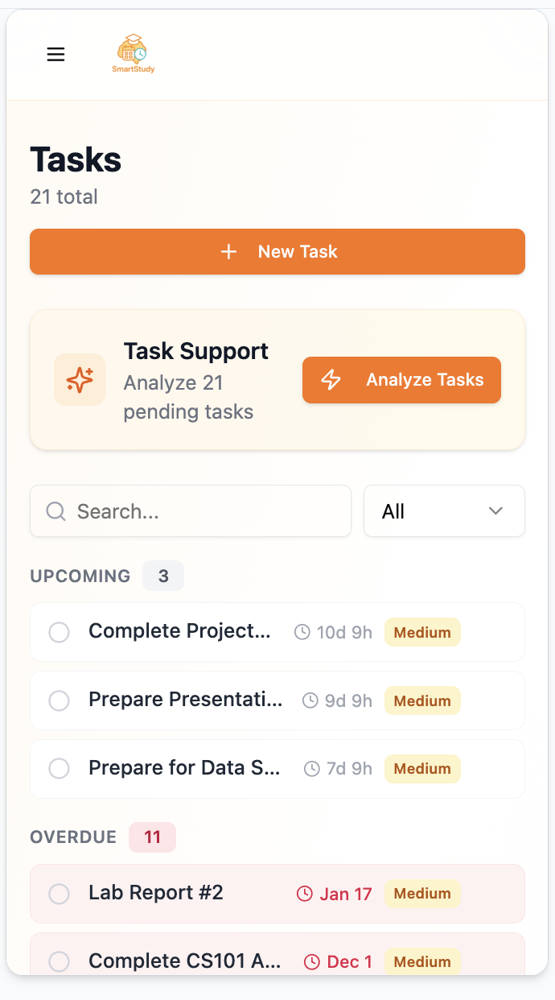 SmartStudy
Tasks
21 total
New Task
Task Support
Analyze 21
pending tasks
Analyze Tasks
Search...
All
UPCOMING 3
Complete Project... 10d 9h Medium
Prepare Presentati... 9d 9h Medium
Prepare for Data S... 7d 9h Medium
OVERDUE 11
Lab Report #2 Jan 17 Medium
Complete CS101 A... Dec 1 Medium